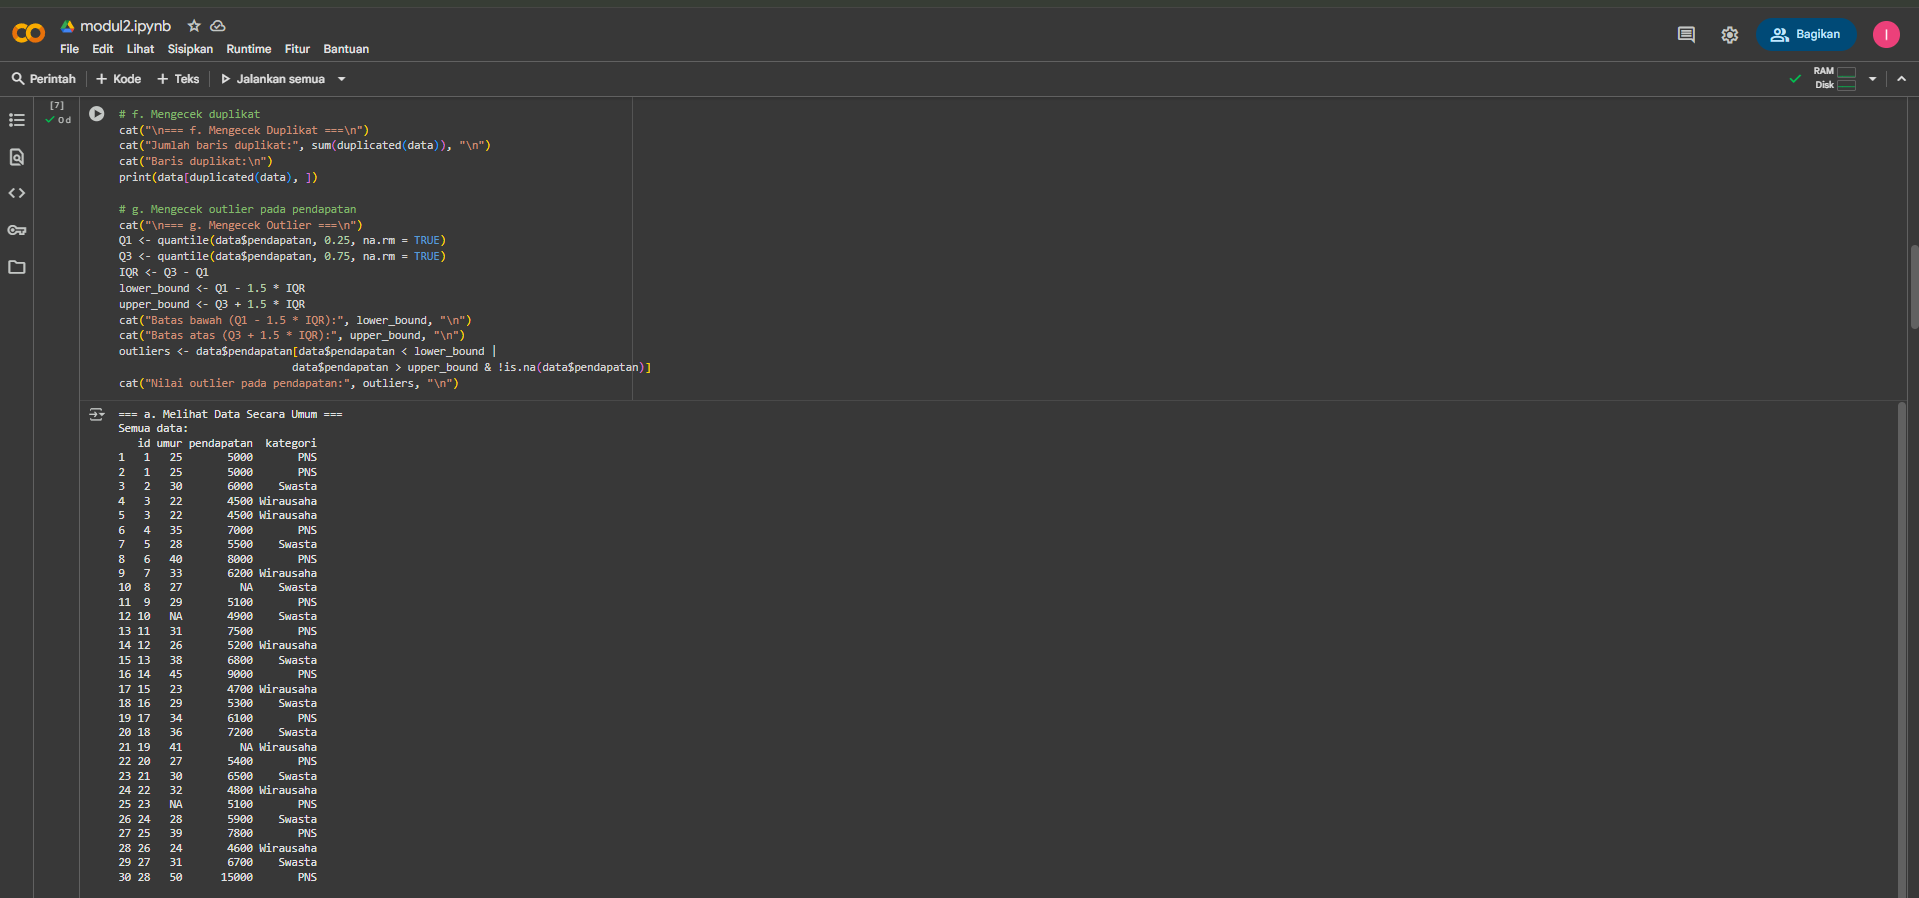 modul2.ipynb
File Edit Lihat Sisipkan Runtime Fitur Bantuan
Bagikan
I
Perintah + Kode + Teks Jalankan semua
RAM
Disk
[7]
0 d
# f. Mengecek duplikat
cat("\n=== f. Mengecek Duplikat ===\n")
cat("Jumlah baris duplikat:", sum(duplicated(data)), "\n")
cat("Baris duplikat:\n")
print(data[duplicated(data), ])
# g. Mengecek outlier pada pendapatan
cat("\n=== g. Mengecek Outlier ===\n")
Q1 <- quantile(data$pendapatan, 0.25, na.rm = TRUE)
Q3 <- quantile(data$pendapatan, 0.75, na.rm = TRUE)
IQR <- Q3 - Q1
lower_bound <- Q1 - 1.5 * IQR
upper_bound <- Q3 + 1.5 * IQR
cat("Batas bawah (Q1 - 1.5 * IQR):", lower_bound, "\n")
cat("Batas atas (Q3 + 1.5 * IQR):", upper_bound, "\n")
outliers <- data$pendapatan[data$pendapatan < lower_bound |
data$pendapatan > upper_bound & !is.na(data$pendapatan)]
cat("Nilai outlier pada pendapatan:", outliers, "\n")
=== a. Melihat Data Secara Umum ===
Semua data:
id umur pendapatan kategori
1 1 25 5000 PNS
2 1 25 5000 PNS
3 2 30 6000 Swasta
4 3 22 4500 Wirausaha
5 3 22 4500 Wirausaha
6 4 35 7000 PNS
7 5 28 5500 Swasta
8 6 40 8000 PNS
9 7 33 6200 Wirausaha
10 8 27 NA Swasta
11 9 29 5100 PNS
12 10 NA 4900 Swasta
13 11 31 7500 PNS
14 12 26 5200 Wirausaha
15 13 38 6800 Swasta
16 14 45 9000 PNS
17 15 23 4700 Wirausaha
18 16 29 5300 Swasta
19 17 34 6100 PNS
20 18 36 7200 Swasta
21 19 41 NA Wirausaha
22 20 27 5400 PNS
23 21 30 6500 Swasta
24 22 32 4800 Wirausaha
25 23 NA 5100 PNS
26 24 28 5900 Swasta
27 25 39 7800 PNS
28 26 24 4600 Wirausaha
29 27 31 6700 Swasta
30 28 50 15000 PNS